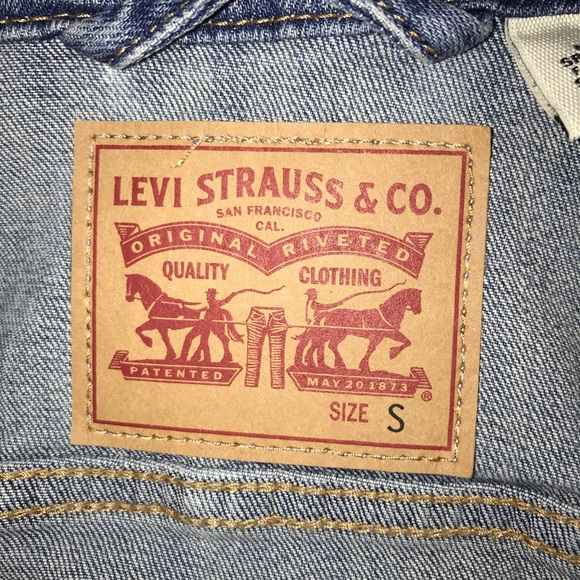 LEVI STRAUSS & CO.
SAN FRANCISCO
CAL.
ORIGINAL RIVETED
QUALITY CLOTHING
PATENTED MAY 20 1873 ®
SIZE S